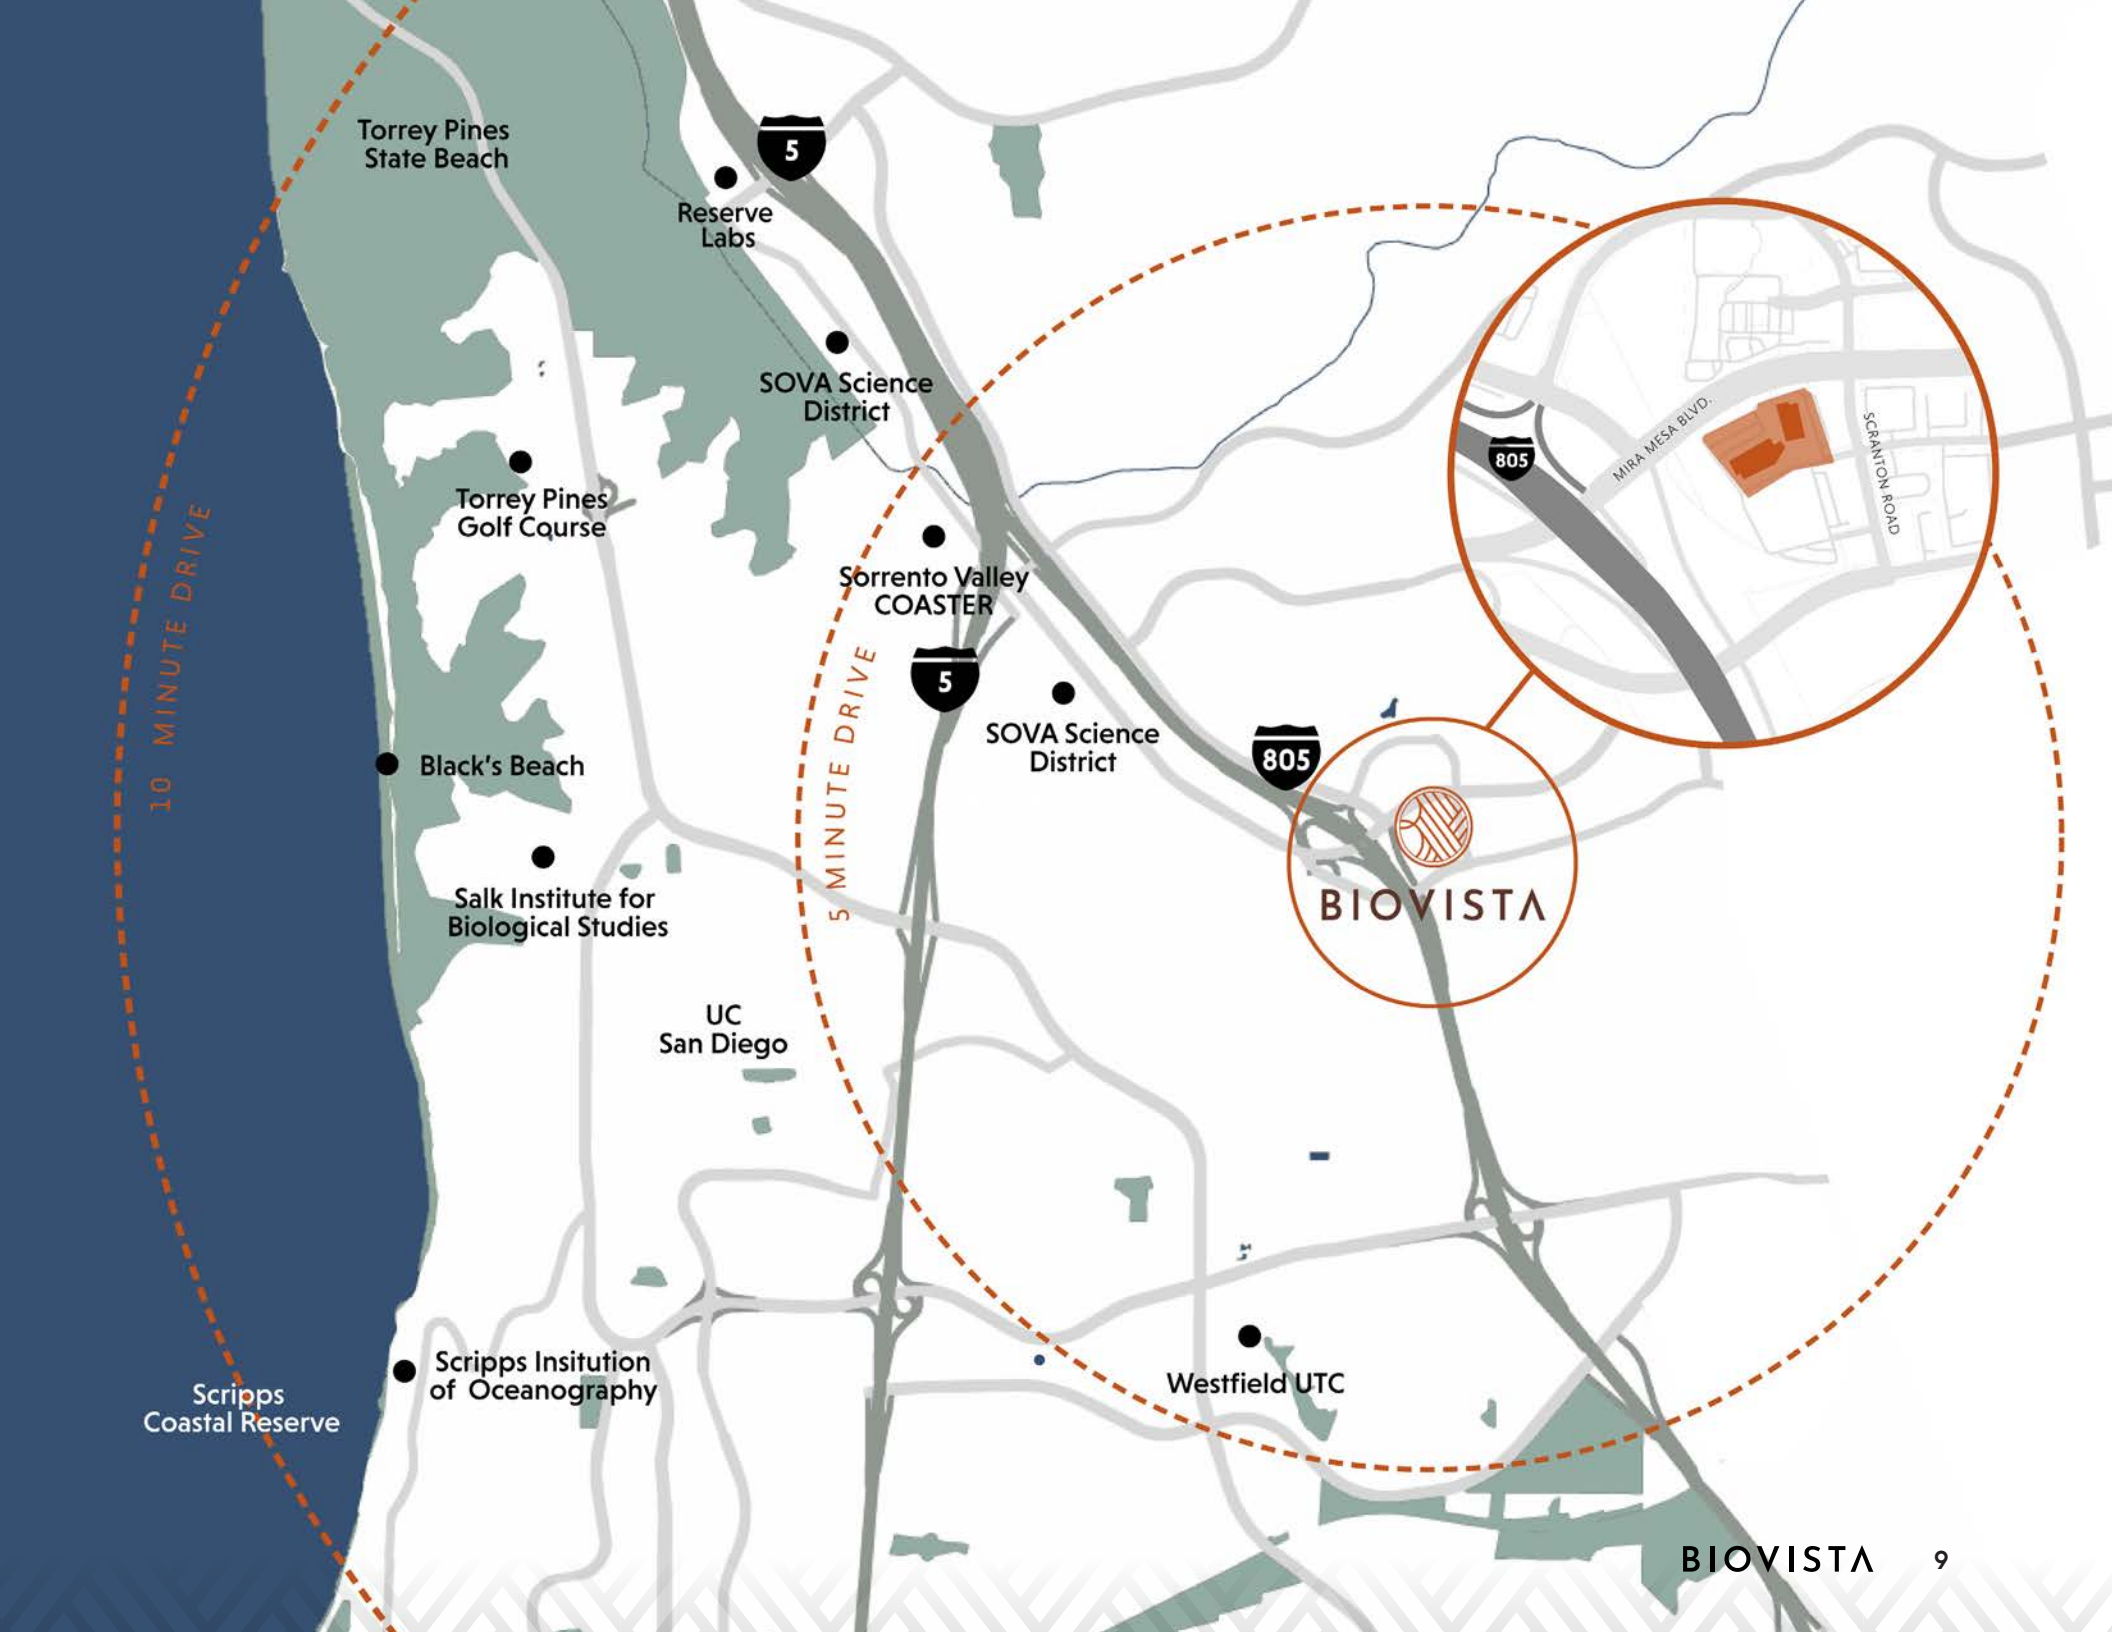 Torrey Pines
State Beach
5
Reserve
Labs
SOVA Science
District
MIRA MESA BLVD.
SCRANTON ROAD
805
Torrey Pines
Golf Course
10 MINUTE DRIVE
Sorrento Valley
COASTER
5
5 MINUTE DRIVE
SOVA Science
District
805
Black's Beach
BIOVISTA
Salk Institute for
Biological Studies
UC
San Diego
Westfield UTC
Scripps Insitution
of Oceanography
Scripps
Coastal Reserve
BIOVISTA 9